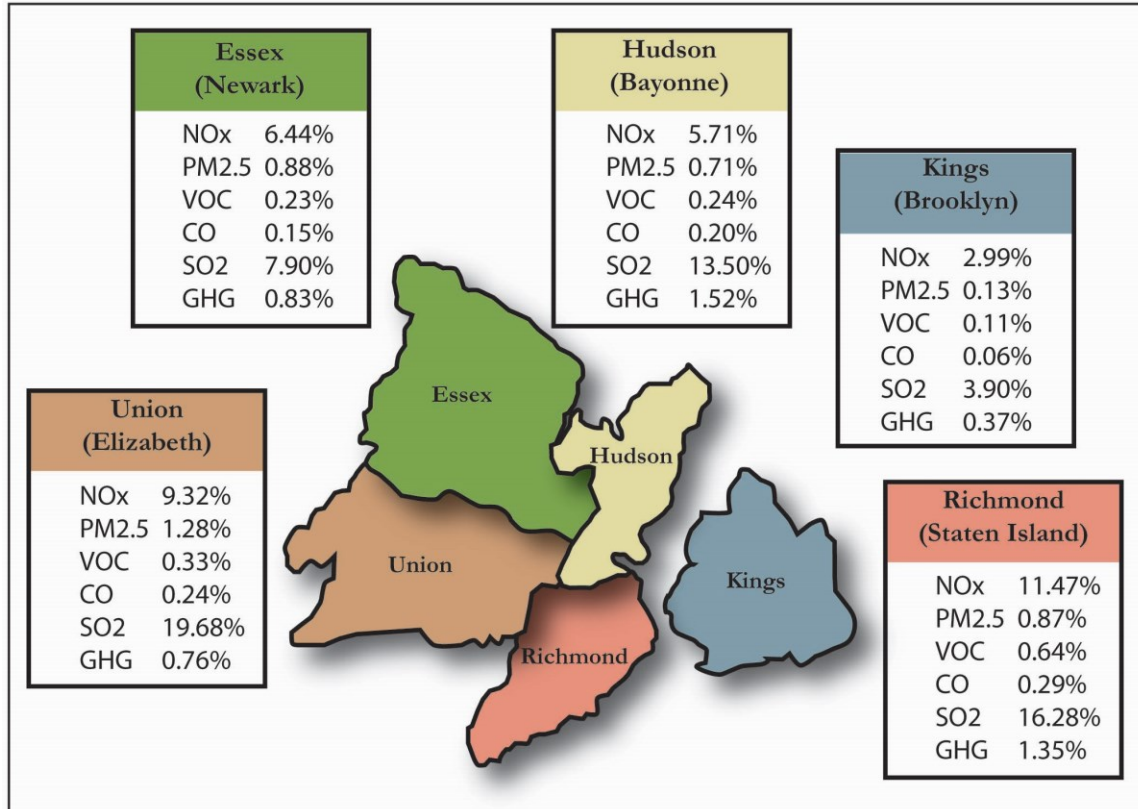 Essex
(Newark)
NOx 6.44%
PM2.5 0.88%
VOC 0.23%
CO 0.15%
SO2 7.90%
GHG 0.83%
Hudson
(Bayonne)
NOx 5.71%
PM2.5 0.71%
VOC 0.24%
CO 0.20%
SO2 13.50%
GHG 1.52%
Kings
(Brooklyn)
NOx 2.99%
PM2.5 0.13%
VOC 0.11%
CO 0.06%
SO2 3.90%
GHG 0.37%
Union
(Elizabeth)
NOx 9.32%
PM2.5 1.28%
VOC 0.33%
CO 0.24%
SO2 19.68%
GHG 0.76%
Richmond
(Staten Island)
NOx 11.47%
PM2.5 0.87%
VOC 0.64%
CO 0.29%
SO2 16.28%
GHG 1.35%
Essex
Hudson
Union
Kings
Richmond